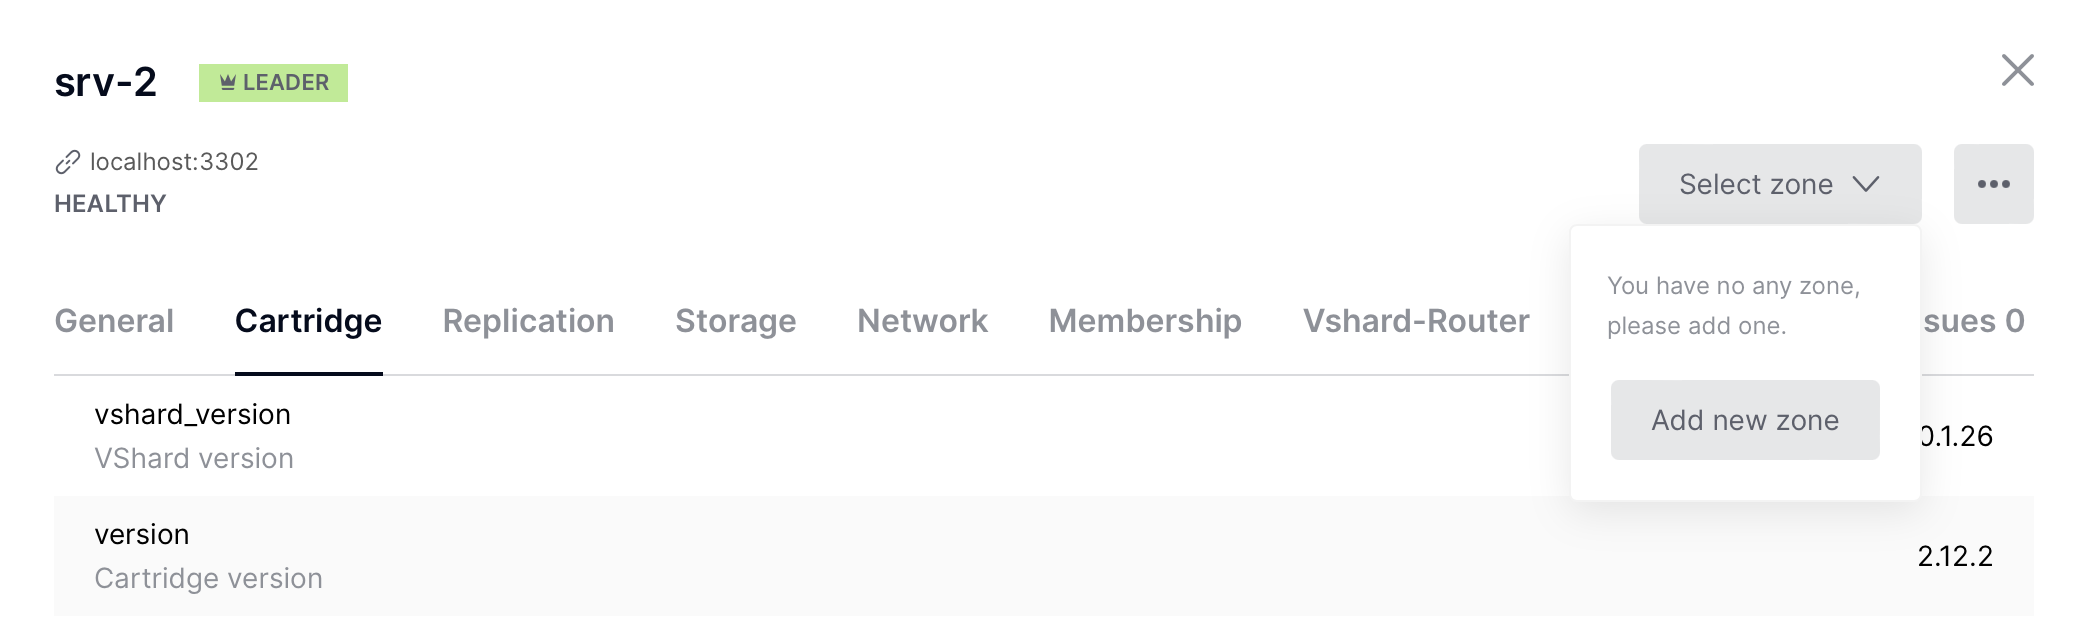 srv-2
LEADER
localhost:3302
HEALTHY
Select zone
You have no any zone,
please add one.
Add new zone
General Cartridge Replication Storage Network Membership Vshard-Router 0
vshard_version
VShard version
0.1.26
version
Cartridge version
2.12.2